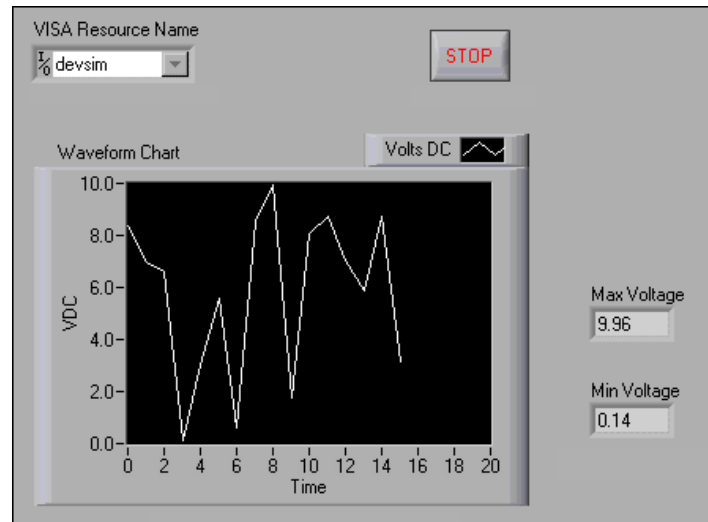 VISA Resource Name
I/O devsim
STOP
Waveform Chart
Volts DC
10.0
8.0
6.0
4.0
2.0
0.0
VDC
0 2 4 6 8 10 12 14 16 18 20
Time
Max Voltage
9.96
Min Voltage
0.14